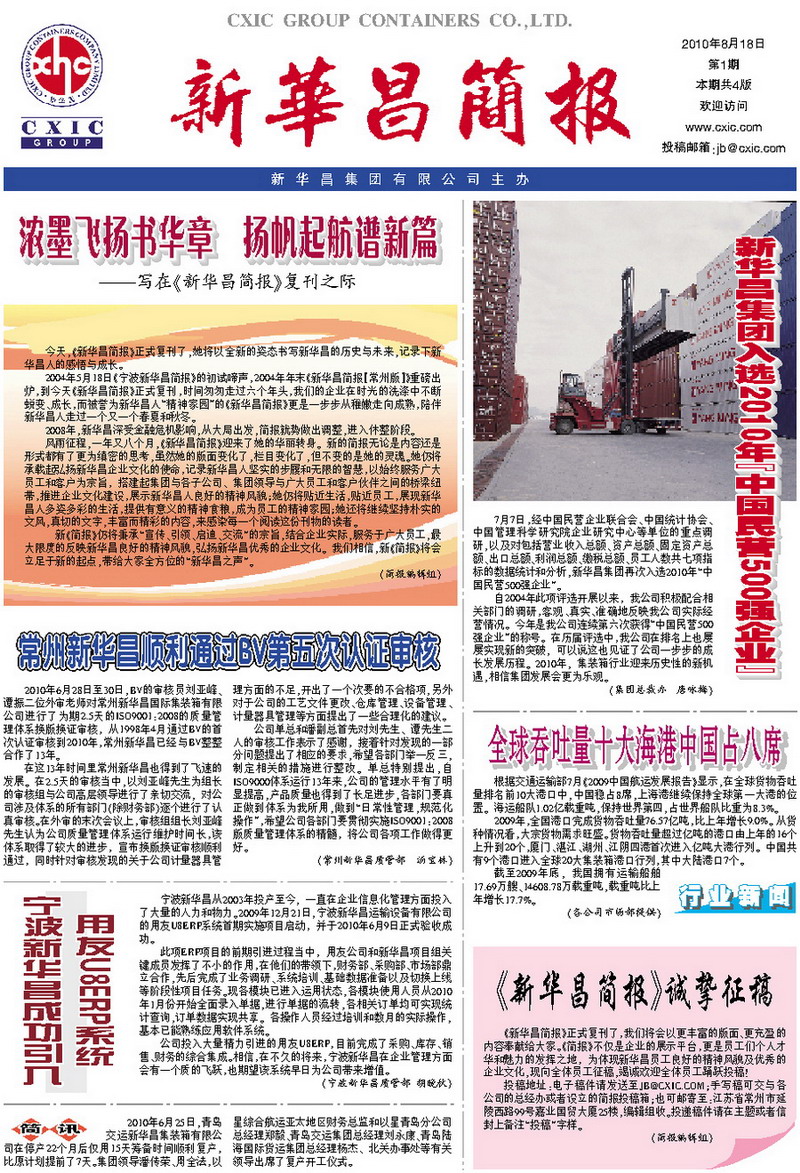 CXIC GROUP CONTAINERS CO.,LTD.
CXIC GROUP CONTAINERS COMPANY LIMITED
xhc
CXIC
GROUP
新華昌簡报
2010年8月18日
第1期
本期共4版
欢迎访问
www.cxic.com
投稿邮箱:jb@cxic.com
新华昌集团有限公司主办
浓墨飞扬书华章 扬帆起航谱新篇
——写在《新华昌简报》复刊之际
今天,《新华昌简报》正式复刊了,她将以全新的姿态书写新华昌的历史与未来,记录下新
华昌人的感悟与成长。
2004年5月18日《宁波新华昌简报》的初试啼声,2004年年末《新华昌简报【常州版】》重磅出
炉,到今天《新华昌简报》正式复刊,时间匆匆走过六个年头,我们的企业在时光的洗涤中不断
蜕变、成长,而被誉为新华昌人“精神家园”的《新华昌简报》更是一步步从稚嫩走向成熟,陪伴
新华昌人走过一个又一个春夏和秋冬。
2008年,新华昌深受金融危机影响,从大局出发,简报就势做出调整,进入休整阶段。
风雨征程,一年又八个月,《新华昌简报》迎来了她的华丽转身。新的简报无论是内容还是
形式都有了更为缜密的思考,虽然她的版面变化了,栏目变化了,但不变的是她的灵魂。她仍将
承载起弘扬新华昌企业文化的使命,记录新华昌人坚实的步履和无限的智慧,以始终服务广大
员工和客户为宗旨,搭建起集团与各子公司、集团领导与广大员工和客户伙伴之间的桥梁纽
带,推进企业文化建设,展示新华昌人良好的精神风貌;她仍将贴近生活,贴近员工,展现新华
昌人多姿多彩的生活,提供有意义的精神食粮,成为员工的精神家园;她还将继续坚持朴实的
文风,真切的文字,丰富而精彩的内容,来感染每一个阅读这份刊物的读者。
新《简报》仍将秉承“宣传、引领、启迪、交流”的宗旨,结合企业实际,服务于广大员工,最
大限度的反映新华昌良好的精神风貌,弘扬新华昌优秀的企业文化。我们相信,新《简报》将会
立足于新的起点,带给大家全方位的“新华昌之声”。
(简报编辑组)
新华昌集团入选2010年『中国民营500强企业』
7月7日,经中国民营企业联合会、中国统计协会、
中国管理科学研究院企业研究中心等单位的重点调
研,以及对包括营业收入总额、资产总额、固定资产总
额、出口总额、利润总额、缴税总额、员工人数共七项指
标的数据统计和分析,新华昌集团再次入选2010年“中
国民营500强企业”。
自2004年此项评选开展以来,我公司积极配合相
关部门的调研,客观、真实、准确地反映我公司实际经
营情况。今年是我公司连续第六次获得“中国民营500
强企业”的称号。在历届评选中,我公司在排名上也屡
屡实现新的突破,可以说这也见证了公司一步步的成
长发展历程。2010年,集装箱行业迎来历史性的新机
遇,相信集团发展会更为乐观。
(集团总裁办 唐咏梅)
常州新华昌顺利通过BV第五次认证审核
2010年6月28日至30日,BV的审核员刘亚峰、
谭振二位外审老师对常州新华昌国际集装箱有限
公司进行了为期2.5天的ISO9001:2008的质量管
理体系换版换证审核,从1998年4月通过BV的首
次认证审核到2010年,常州新华昌已经与BV整整
合作了13年。
在这13年时间里常州新华昌也得到了飞速的
发展。在2.5天的审核当中,以刘亚峰先生为组长
的审核组与公司高层领导进行了亲切交流,对公
司涉及体系的所有部门(除财务部)逐个进行了认
真审核。在外审的末次会议上,审核组组长刘亚峰
先生认为公司质量管理体系运行维护时间长,该
体系取得了较大的进步,宣布换版换证审核顺利
通过,同时针对审核发现的关于公司计量器具管
理方面的不足,开出了一个次要的不合格项,另外
对于公司的工艺文件更改、仓库管理、设备管理、
计量器具管理等方面提出了一些合理化的建议。
公司单总和潘副总首先对刘先生、谭先生二
人的审核工作表示了感谢,接着针对发现的一部
分问题提出了相应的要求,希望各部门举一反三,
制定相关的措施进行整改。单总特别提出,自
ISO9000体系运行13年来,公司的管理水平有了明
显提高,产品质量也得到了长足进步,各部门要真
正做到体系为我所用,做到“日常性管理,规范化
操作”,希望公司各部门要贯彻实施ISO9001:2008
版质量管理体系的精髓,将公司各项工作做得更
好。
(常州新华昌质管部 汤宜林)
全球吞吐量十大海港中国占八席
根据交通运输部7月《2009中国航运发展报告》显示,在全球货物吞吐
量排名前10大港口中,中国稳占8席,上海港继续保持全球第一大港的位
置。海运船队1.02亿载重吨,保持世界第四,占世界船队比重为8.3%。
2009年,全国港口完成货物吞吐量76.57亿吨,比上年增长9.0%。从货
种情况看,大宗货物需求旺盛。货物吞吐量超过亿吨的港口由上年的16个
上升到20个,厦门、湛江、湖州、江阴四港首次进入亿吨大港行列。中国共
有9个港口进入全球20大集装箱港口行列,其中大陆港口7个。
截至2009年底,我国拥有运输船舶
17.69万艘、14608.78万载重吨,载重吨比上
年增长17.7%。
(各公司市场部提供)
行业新闻
宁波新华昌成功引入
用友U8ERP系统
宁波新华昌从2003年投产至今,一直在企业信息化管理方面投入
了大量的人力和物力。2009年12月21日,宁波新华昌运输设备有限公司
的用友U8ERP系统首期实施项目启动,并于2010年6月9日正式验收成
功。
此项ERP项目的前期引进过程当中,用友公司和新华昌项目组关
键成员发挥了不小的作用,在他们的带领下,财务部、采购部、市场部鼎
立合作,先后完成了业务调研、系统培训、基础数据准备以及切换上线
等阶段性项目任务。现各模块已进入运用状态,各模块使用人员从2010
年1月份开始全面录入单据,进行单据的流转,各相关订单均可实现统
计查询,订单数据实现共享。各操作人员经过培训和数月的实际操作,
基本已能熟练应用软件系统。
公司投入大量精力引进的用友U8ERP,目前完成了采购、库存、销
售、财务的综合集成。相信,在不久的将来,宁波新华昌在企业管理方面
会有一个质的飞跃,也期望该系统早日为公司带来增值。
(宁波新华昌质管部 胡晓伏)
《新华昌简报》诚挚征稿
《新华昌简报》正式复刊了,我们将会以更丰富的版面、更充盈的
内容奉献给大家。《简报》不仅是企业的展示平台,更是员工们个人才
华和魅力的发挥之地,为体现新华昌员工良好的精神风貌及优秀的
企业文化,现向全体员工征稿,竭诚欢迎全体员工踊跃投稿!
投稿地址:电子稿件请发送至JB@CXIC.COM;手写稿可交与各
公司的总经办或者设立的简报投稿箱;也可邮寄至:江苏省常州市延
陵西路99号嘉业国贸大厦25楼,编辑组收。投递稿件请在主题或者信
封上备注“投稿”字样。
(简报编辑组)
简讯
2010年6月25日,青岛
交运新华昌集装箱有限公
司在停产22个月后仅用15天筹备时间顺利复产,
比原计划提前了7天。集团领导潘传荣、用全法,以
星综合航运亚太地区财务总监和以星青岛分公司
总经理郑毅、青岛交运集团总经理刘永康、青岛陆
海国际货运集团总经理杨杰、北关办事处等有关
领导出席了复产开工仪式。